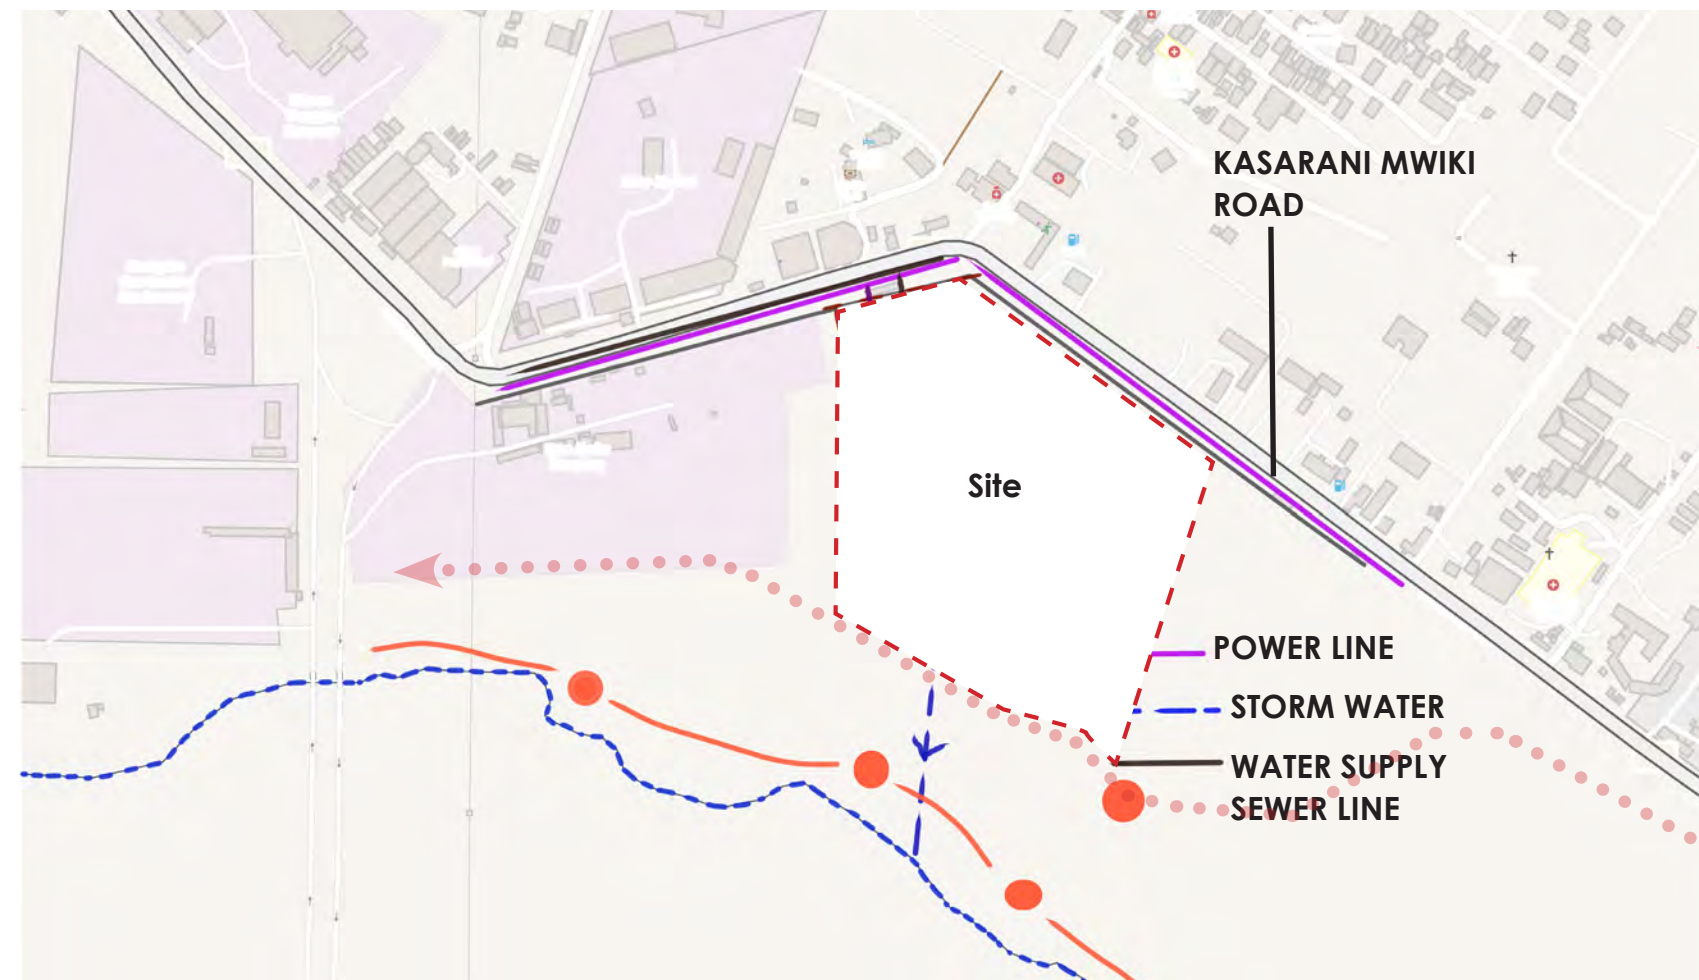 KASARANI MWIKI
ROAD
Site
POWER LINE
STORM WATER
WATER SUPPLY
SEWER LINE